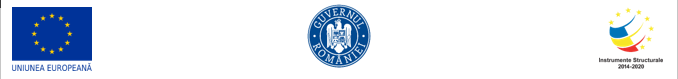 UNIUNEA EUROPEANĂ
GUVERNUL
ROMÂNIEI
Instrumente Structurale
2014-2020